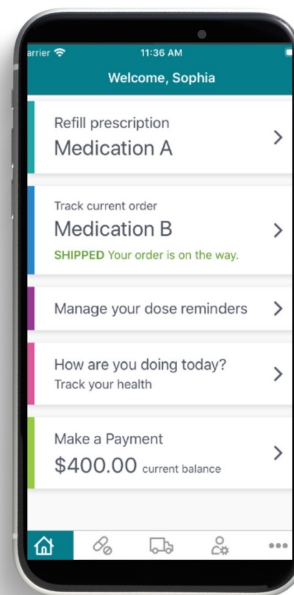 arrier 11:36 AM
Welcome, Sophia
Refill prescription
Medication A
Track current order
Medication B
SHIPPED Your order is on the way.
Manage your dose reminders
How are you doing today?
Track your health
Make a Payment
$400.00 current balance